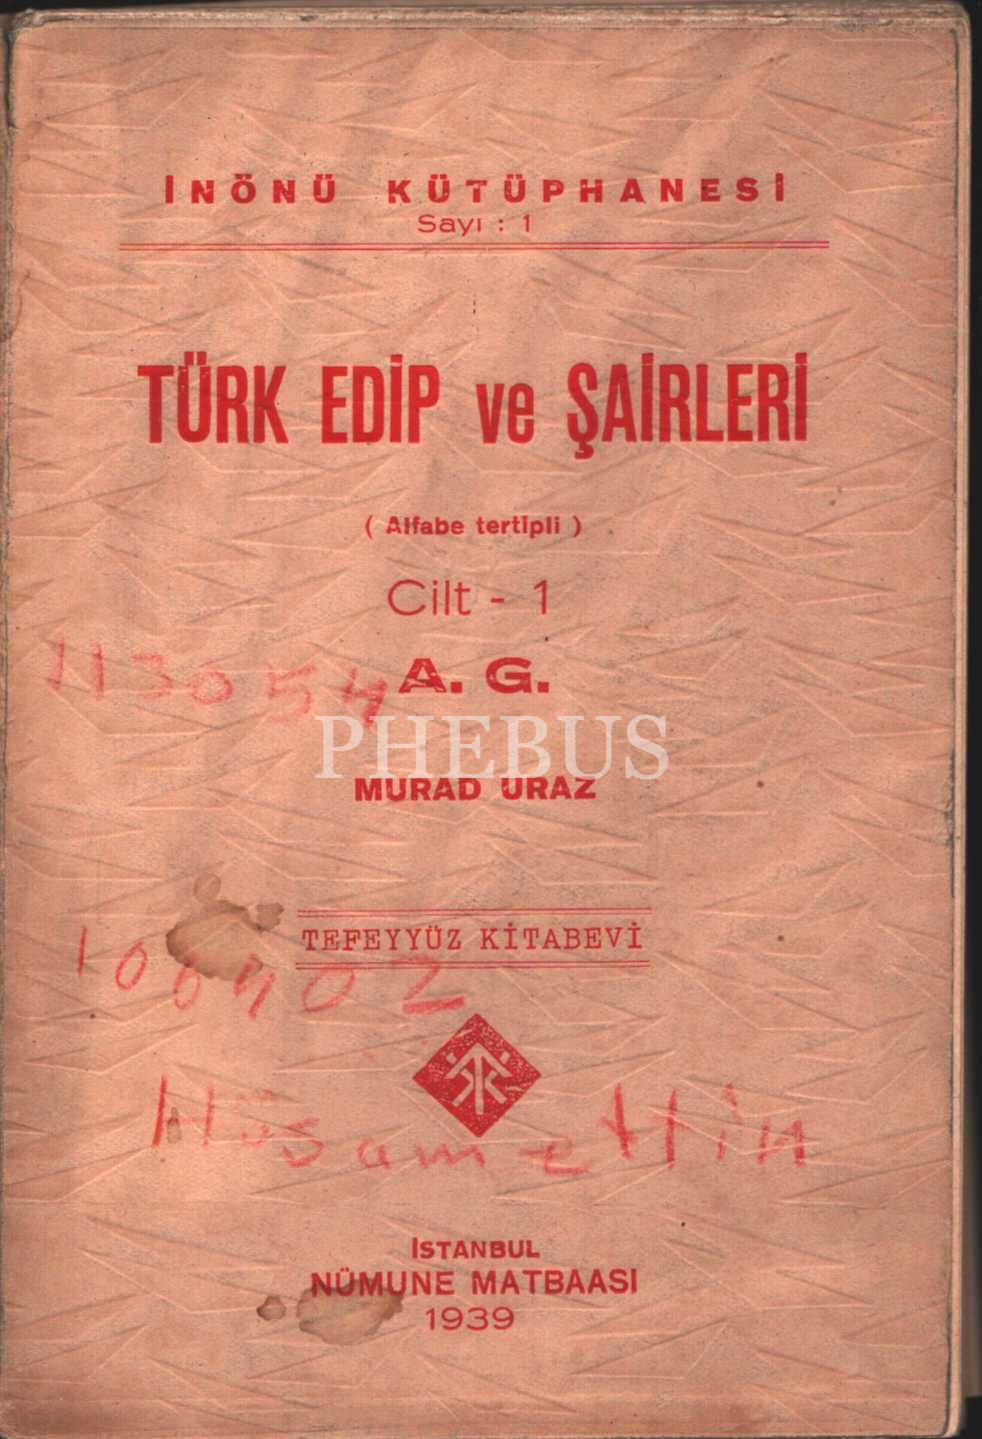 İNÖNÜ KÜTÜPHANESİ
Sayı : 1
TÜRK EDİP ve ŞAİRLERİ
( Alfabe tertipli )
Cilt - 1
113054
A. G.
PHEBUS
MURAD URAZ
TEFEYYÜZ KİTABEVİ
Hüsamettin
İSTANBUL
NÜMUNE MATBAASI
1939